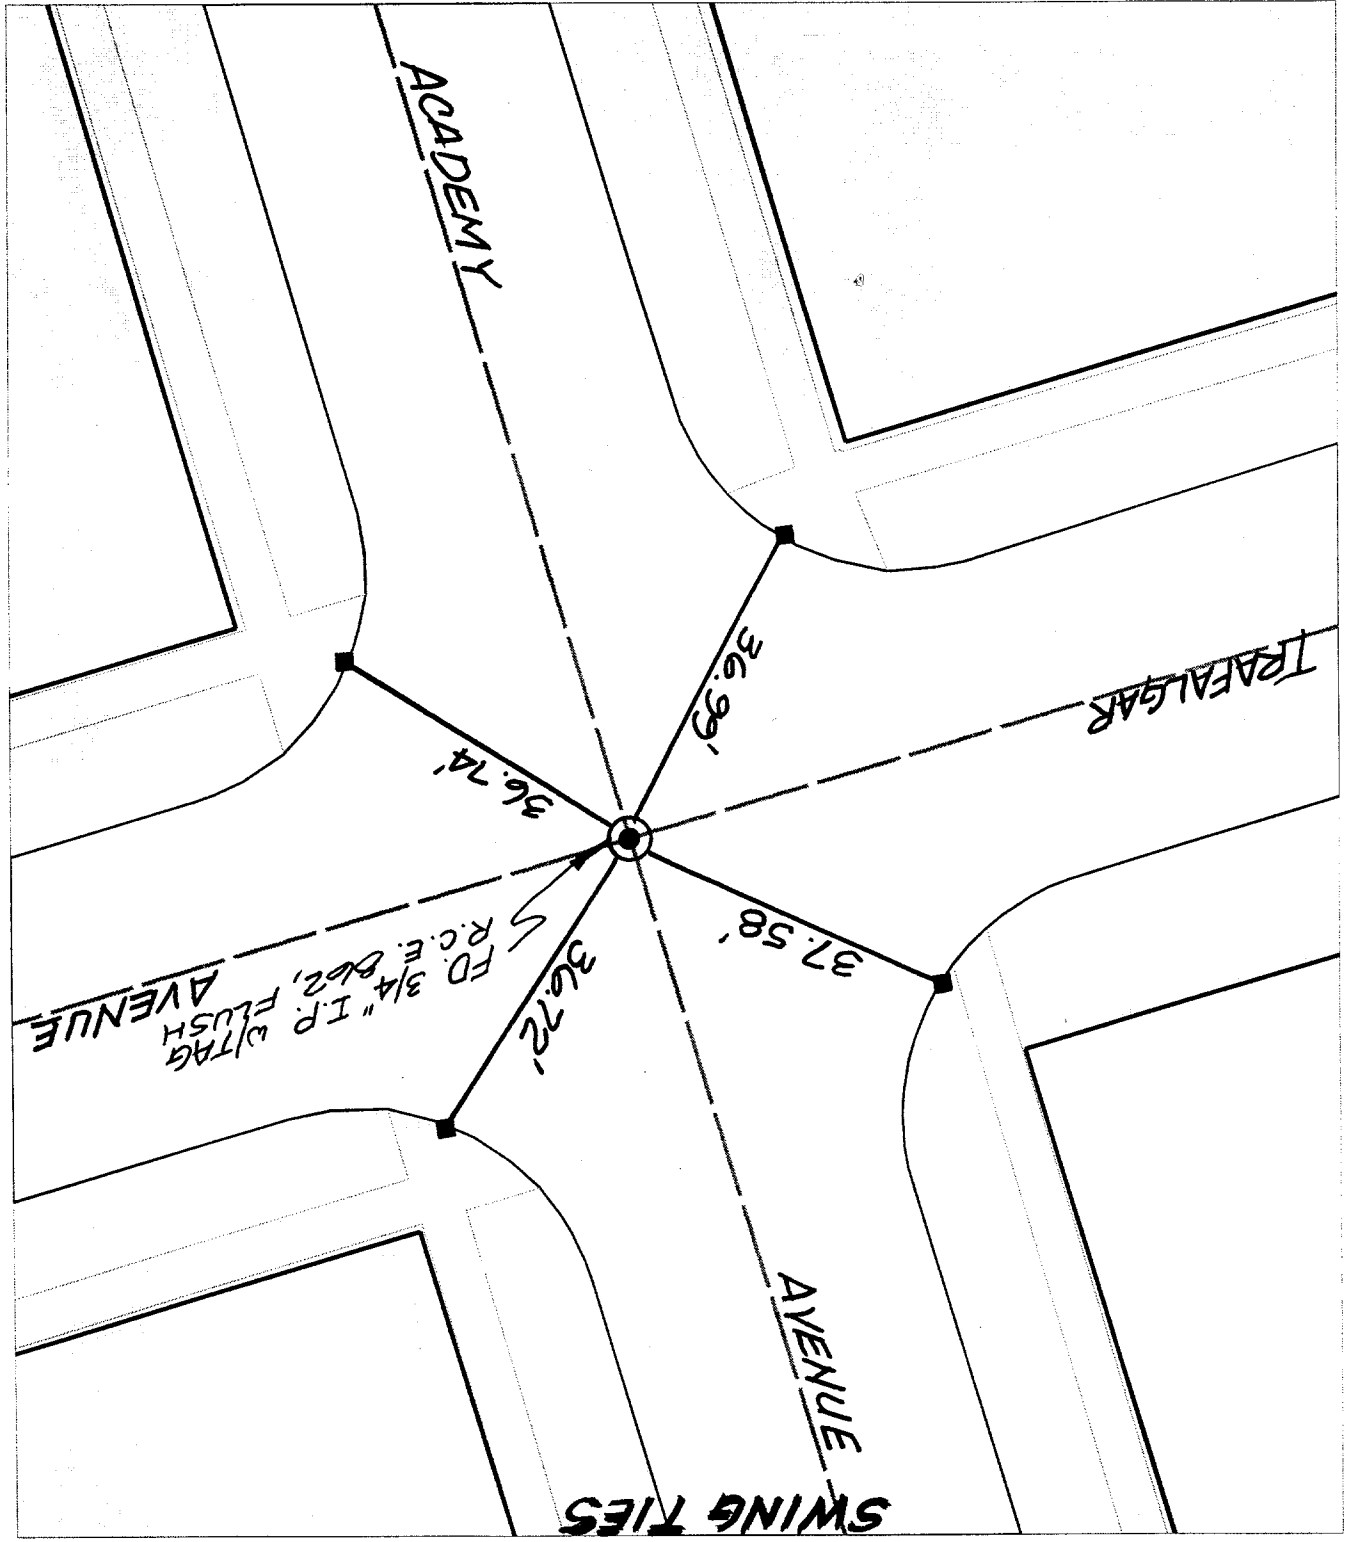 SWING TIES
ACADEMY
AVENUE
TRAFALGAR
AVENUE
FD. 3/4" I.P. W/TAG
R.C.E. 862, FLUSH
37.58'
36.72'
36.74'
36.99'